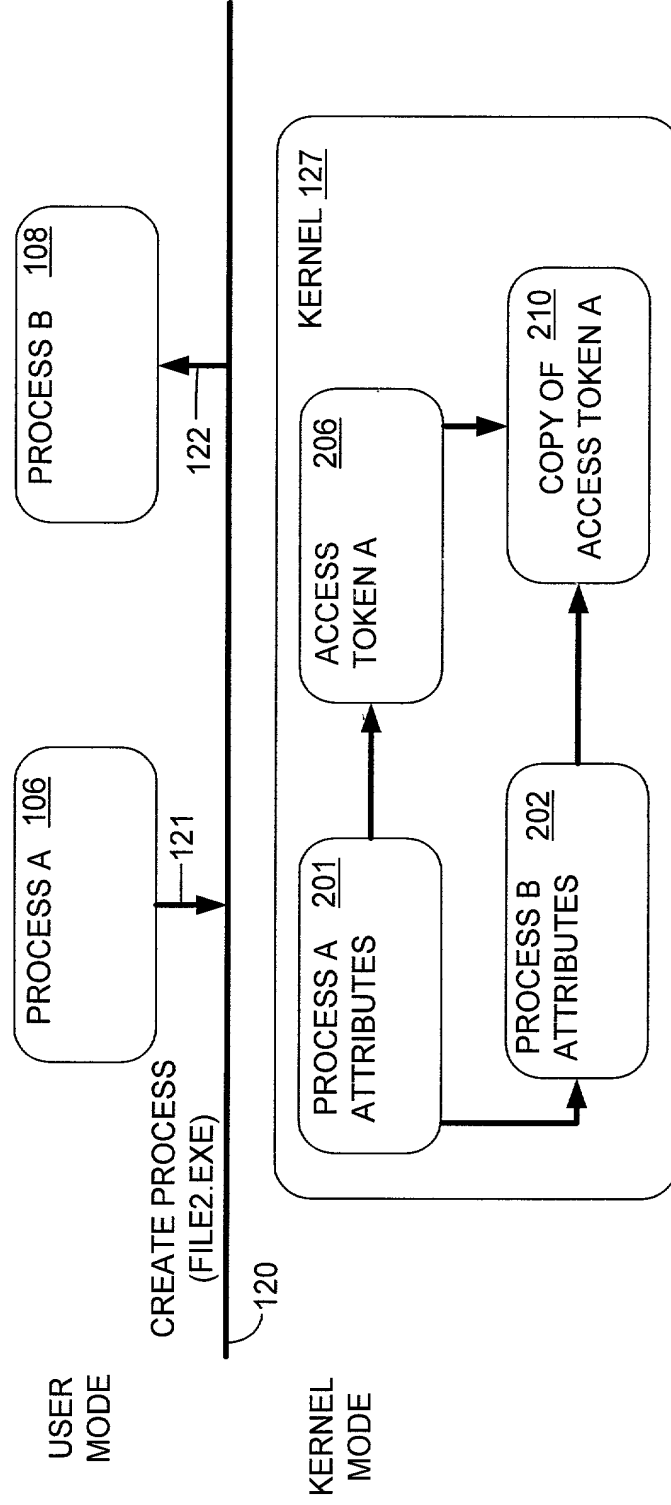 USER
MODE
CREATE PROCESS
(FILE2.EXE)
PROCESS A 106
121
PROCESS B 108
122
120
KERNEL
MODE
KERNEL 127
PROCESS A 201
ATTRIBUTES
ACCESS 206
TOKEN A
PROCESS B 202
ATTRIBUTES
COPY OF 210
ACCESS TOKEN A